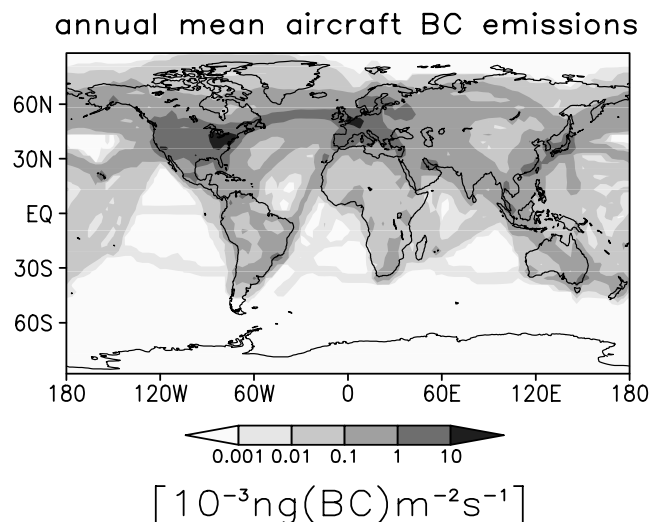 annual mean aircraft BC emissions
60N
30N
EQ
30S
60S
180 120W 60W 0 60E 120E 180
0.001 0.01 0.1 1 10
[10⁻³ng(BC)m⁻²s⁻¹]